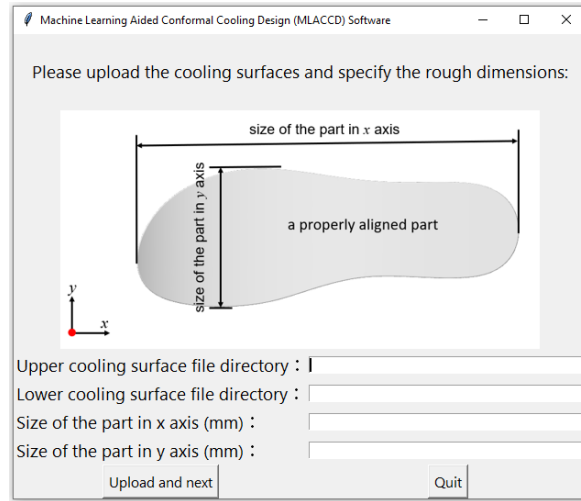 Machine Learning Aided Conformal Cooling Design (MLACCD) Software
Please upload the cooling surfaces and specify the rough dimensions:
size of the part in x axis
size of the part in y axis
a properly aligned part
y
x
Upper cooling surface file directory：
Lower cooling surface file directory：
Size of the part in x axis (mm)：
Size of the part in y axis (mm)：
Upload and next Quit